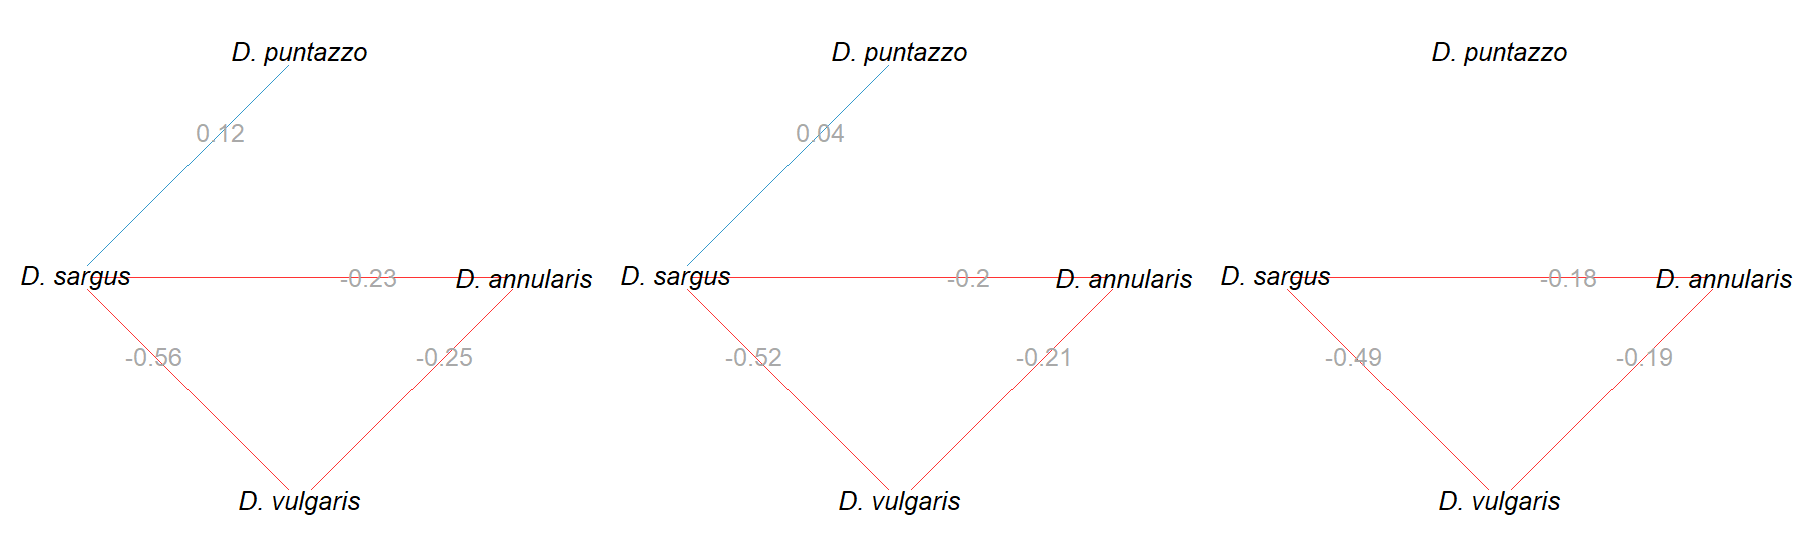 D. puntazzo
0.12
D. sargus
-0.23
D. annularis
-0.56
-0.25
D. vulgaris
D. puntazzo
0.04
D. sargus
-0.2
D. annularis
-0.52
-0.21
D. vulgaris
D. puntazzo
D. sargus
-0.18
D. annularis
-0.49
-0.19
D. vulgaris